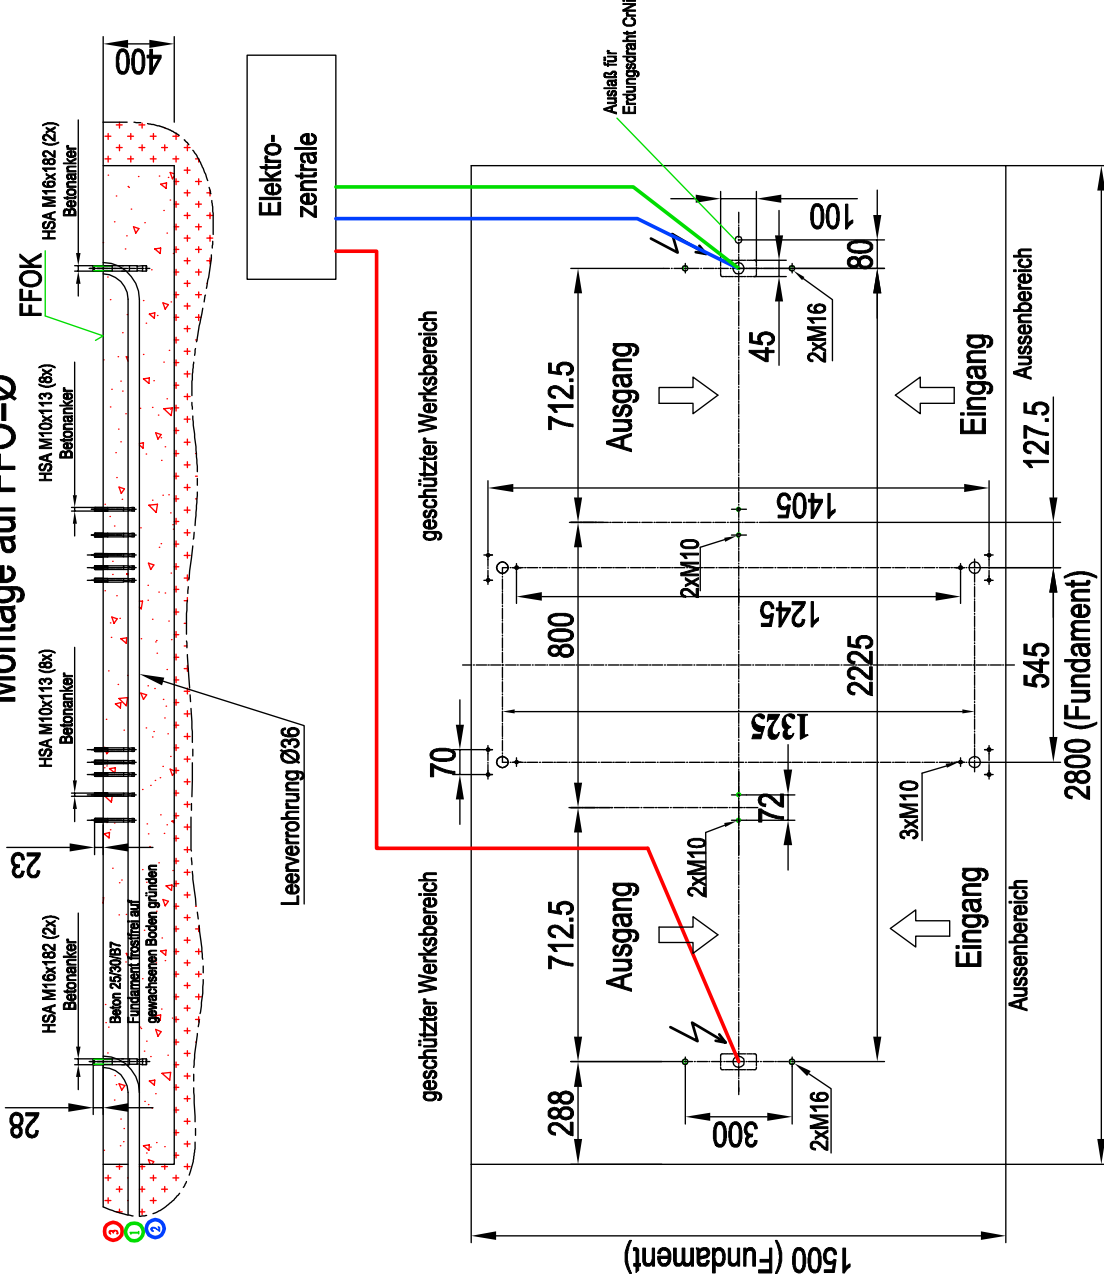 Montage auf FFO-Ø
400
HSA M16x182 (2x)
Betonanker
FFOK
HSA M10x113 (8x)
Betonanker
HSA M10x113 (8x)
Betonanker
23
HSA M16x182 (2x)
Betonanker
28
Beton 25/30/B7
Fundament frostfrei auf
gewachsenen Boden gründen
Leerverrohrung Ø36
3
1
2
Elektro-
zentrale
Auslaß für
Erdungsdraht CrNi
geschützter Werksbereich
geschützter Werksbereich
288
712.5
800
712.5
Ausgang
Ausgang
70
72
45
100
80
300
2xM16
2xM10
2xM10
2xM16
3xM10
1325
1245
1405
2225
Eingang
Eingang
Aussenbereich
Aussenbereich
545
127.5
2800 (Fundament)
1500 (Fundament)